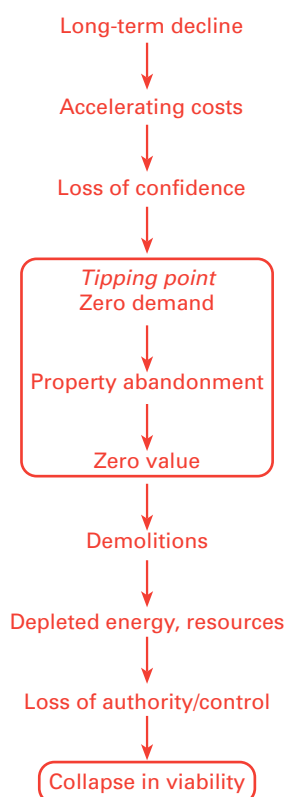 Long-term decline
Accelerating costs
Loss of confidence
Tipping point
Zero demand
Property abandonment
Zero value
Demolitions
Depleted energy, resources
Loss of authority/control
Collapse in viability